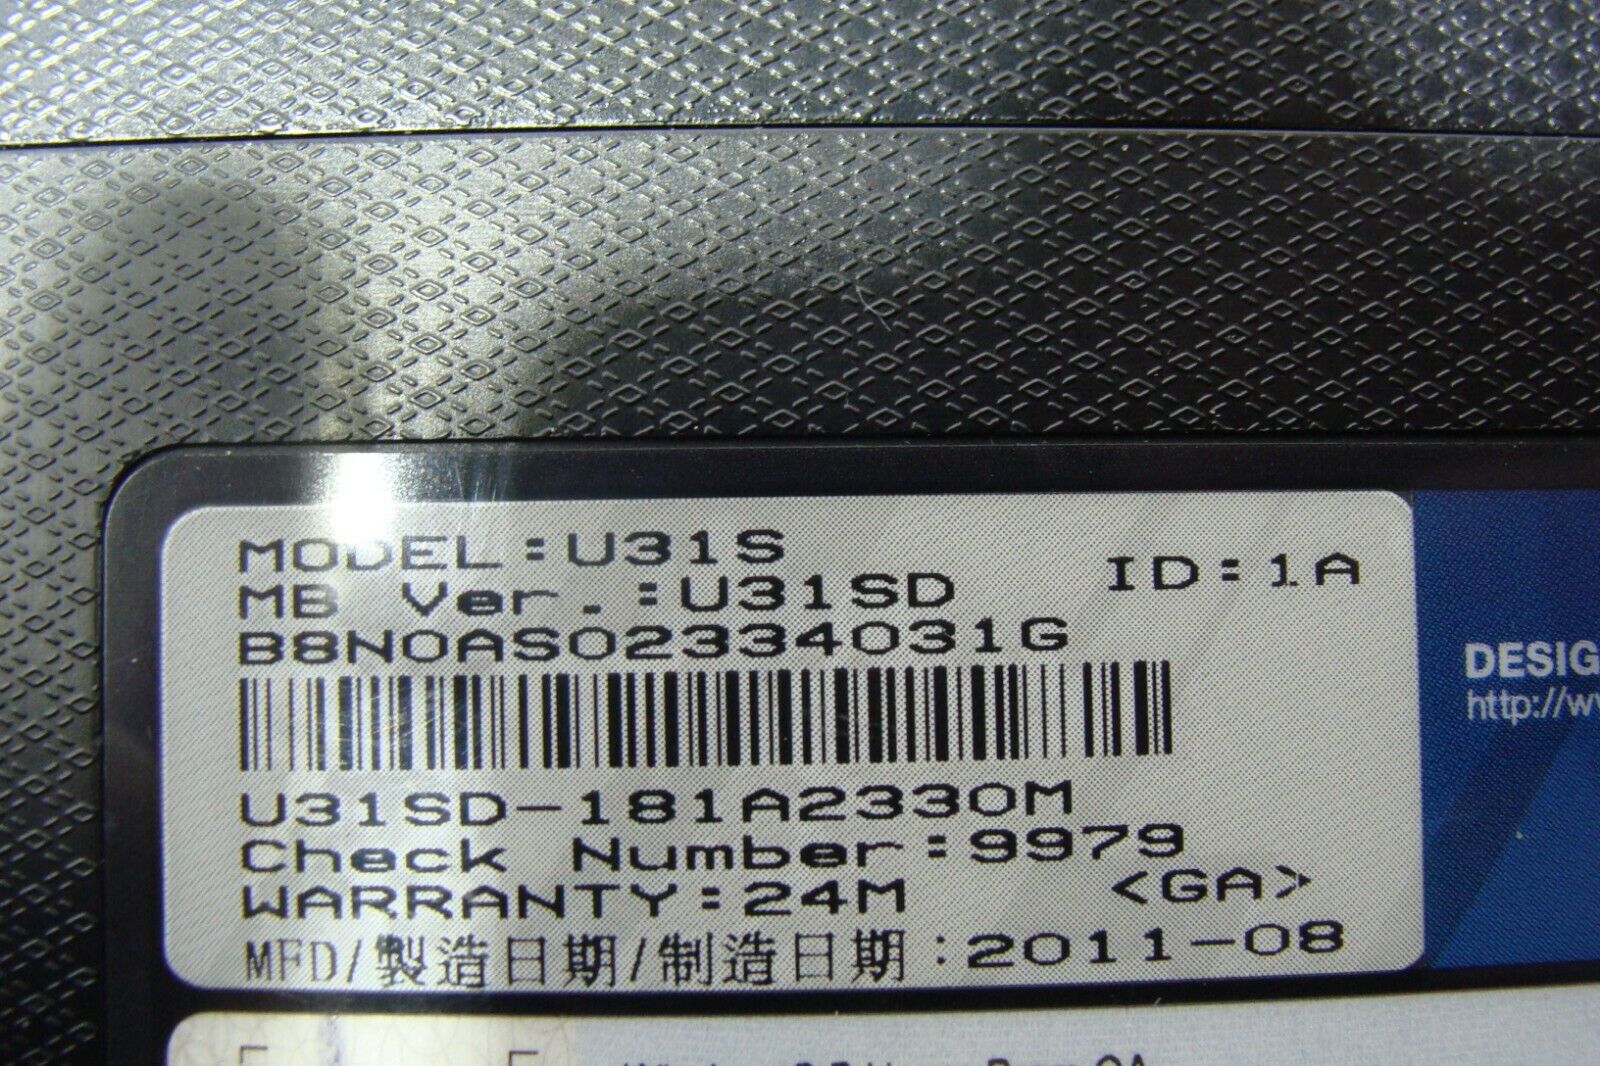 MODEL:U31S
MB Ver.:U31SD ID:1A
B8N0AS02334031G
U31SD-181A2330M
Check Number:9979
WARRANTY:24M <GA>
MFD/製造日期/制造日期:2011-08
DESIG
http://w